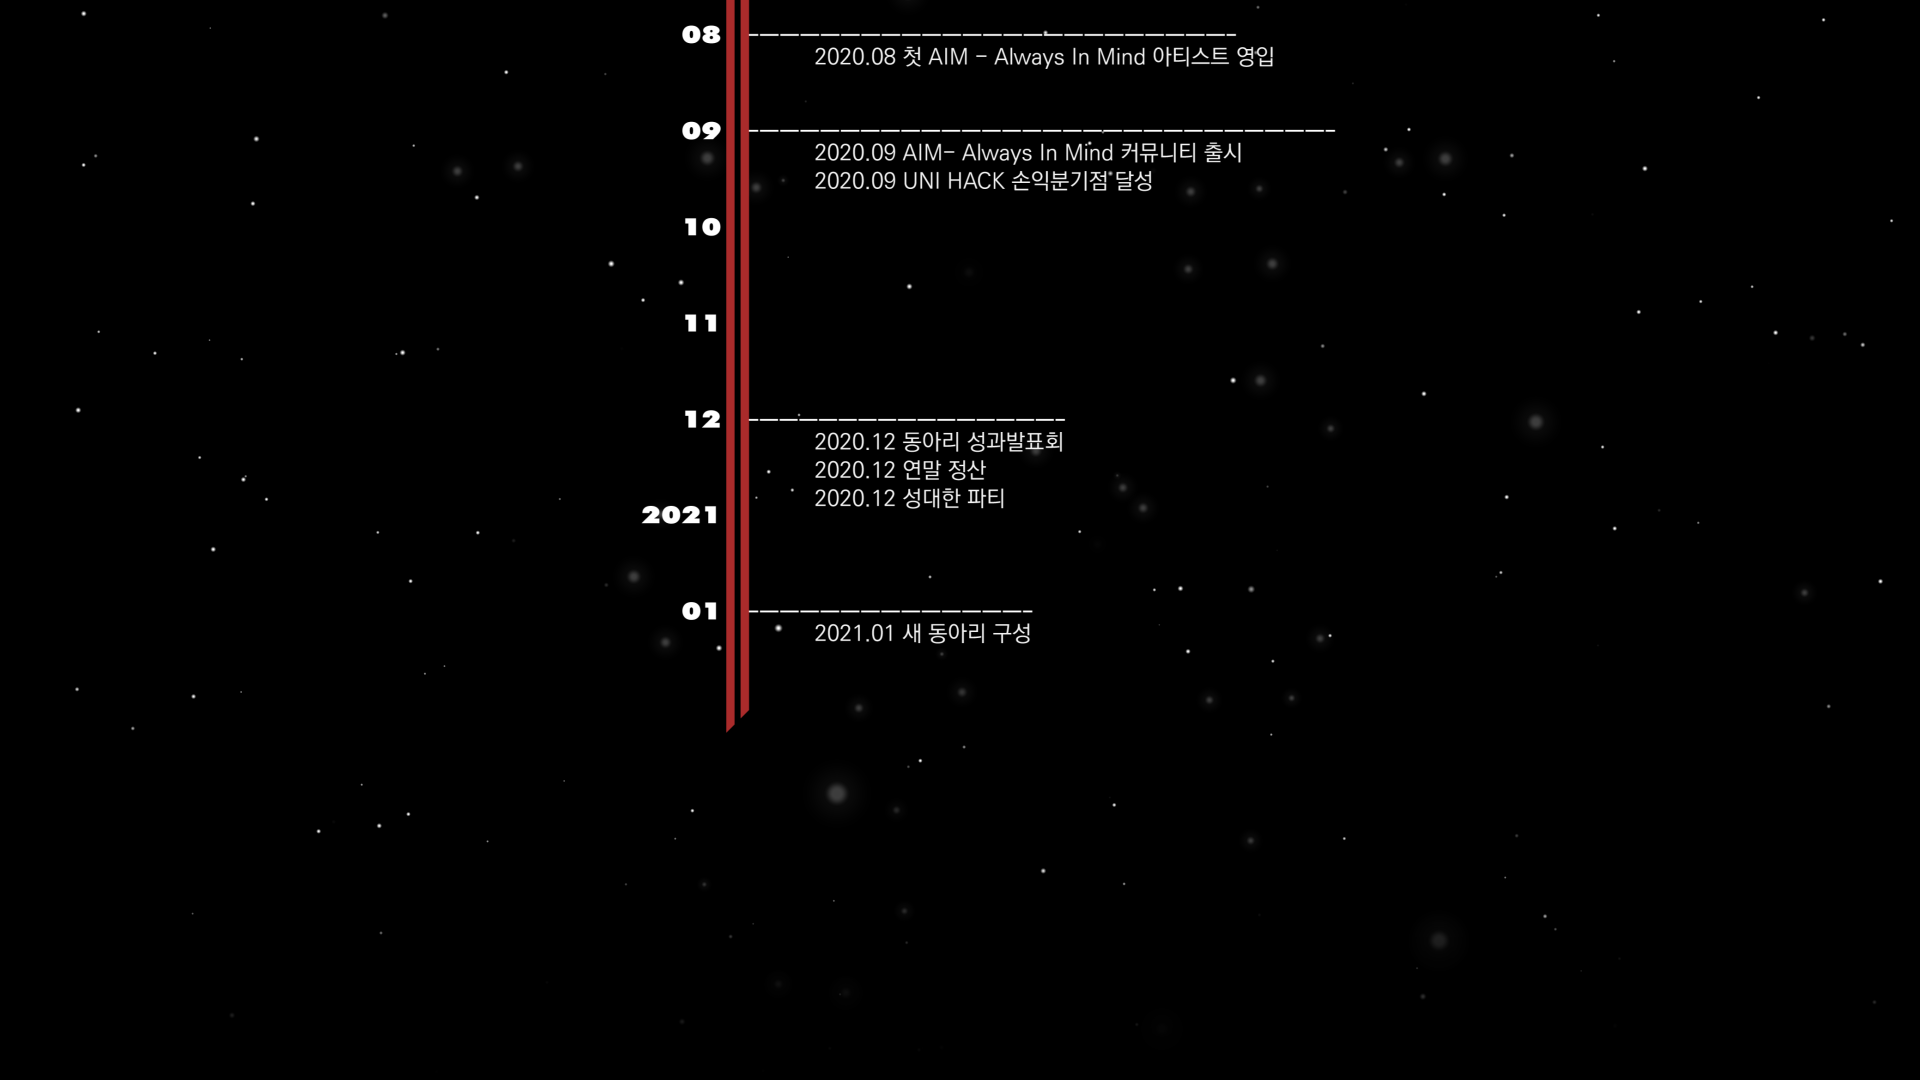 08
2020.08 첫 AIM - Always In Mind 아티스트 영입
09
2020.09 AIM- Always In Mind 커뮤니티 출시
2020.09 UNI HACK 손익분기점 달성
10
11
12
2020.12 동아리 성과발표회
2020.12 연말 정산
2020.12 성대한 파티
2021
01
2021.01 새 동아리 구성